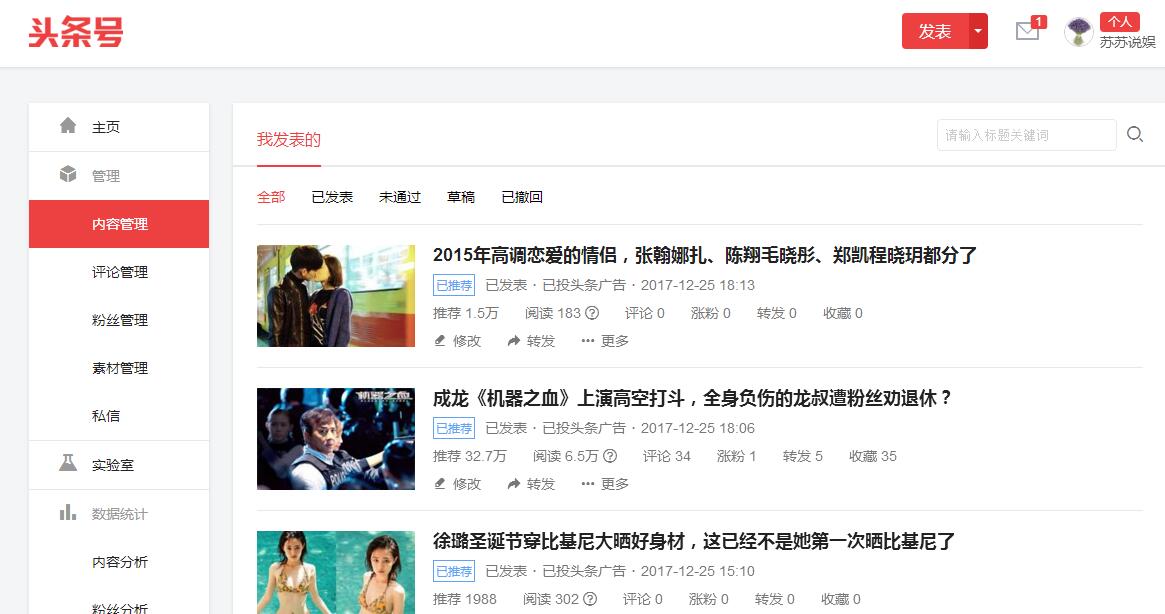 头条号
发表
1
个人
苏苏说娱
主页
管理
内容管理
评论管理
粉丝管理
素材管理
私信
实验室
数据统计
内容分析
粉丝分析
我发表的
请输入标题关键词
全部 已发表 未通过 草稿 已撤回
2015年高调恋爱的情侣，张翰娜扎、陈翔毛晓彤、郑凯程晓玥都分了
已推荐 已发表 · 已投头条广告 · 2017-12-25 18:13
推荐 1.5万 阅读 183 ? 评论 0 涨粉 0 转发 0 收藏 0
修改 转发 ··· 更多
机器之血
POLICE
成龙《机器之血》上演高空打斗，全身负伤的龙叔遭粉丝劝退休？
已推荐 已发表 · 已投头条广告 · 2017-12-25 18:06
推荐 32.7万 阅读 6.5万 ? 评论 34 涨粉 1 转发 5 收藏 35
修改 转发 ··· 更多
徐璐圣诞节穿比基尼大晒好身材，这已经不是她第一次晒比基尼了
已推荐 已发表 · 已投头条广告 · 2017-12-25 15:10
推荐 1988 阅读 302 ? 评论 0 涨粉 0 转发 0 收藏 0